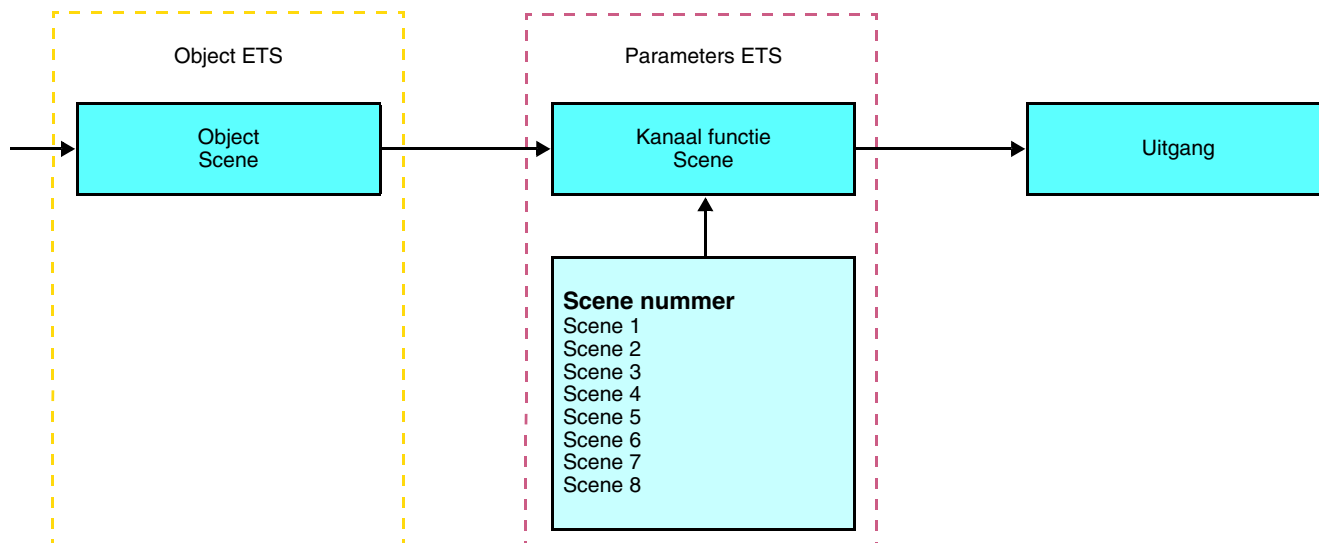 Object ETS
Parameters ETS
Object
Scene
Kanaal functie
Scene
Uitgang
Scene nummer
Scene 1
Scene 2
Scene 3
Scene 4
Scene 5
Scene 6
Scene 7
Scene 8